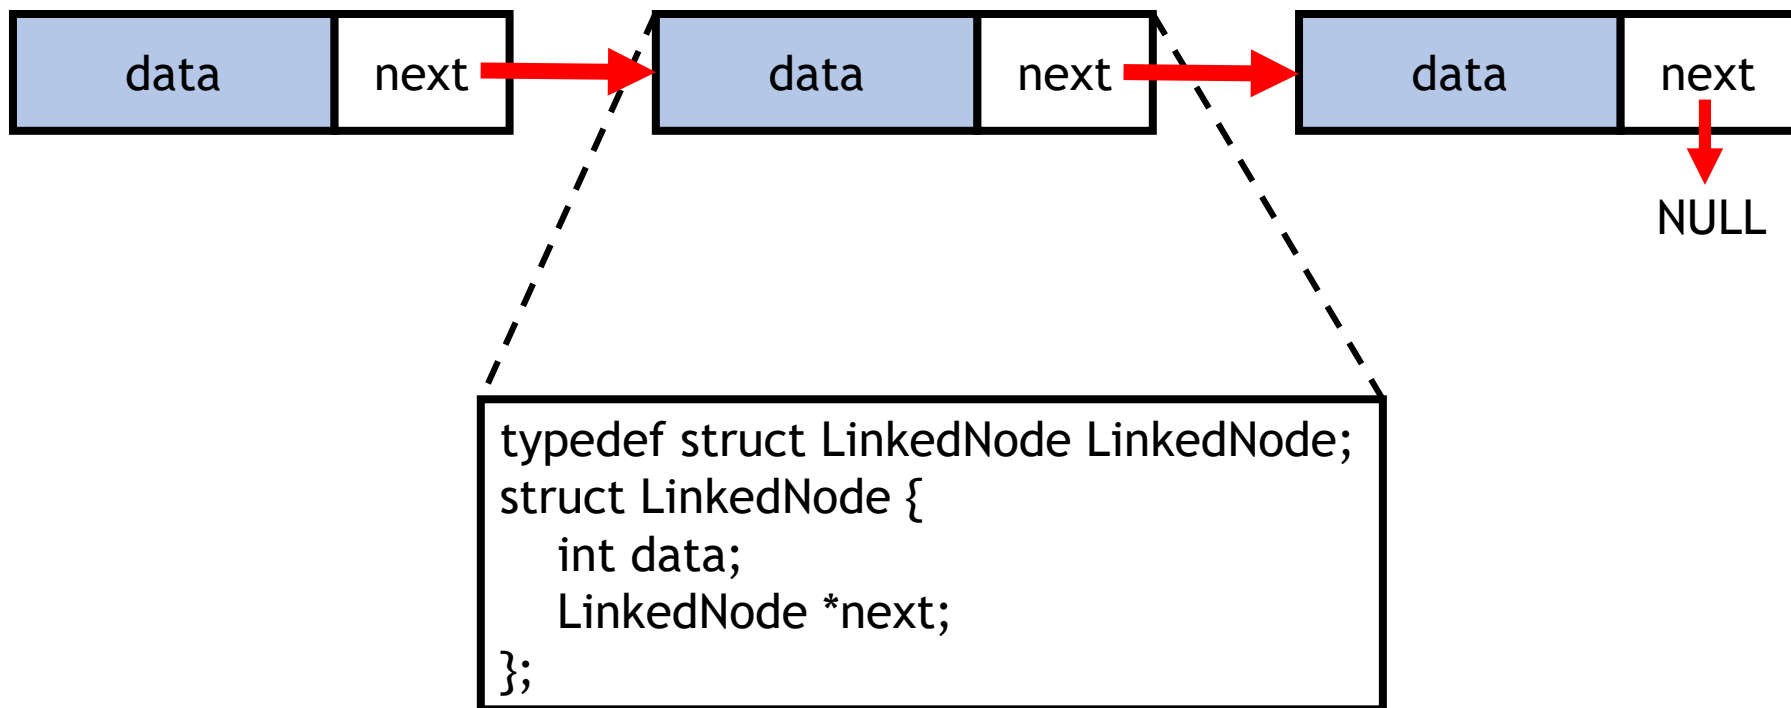 data next data next data next
NULL
typedef struct LinkedNode LinkedNode;
struct LinkedNode {
int data;
LinkedNode *next;
};